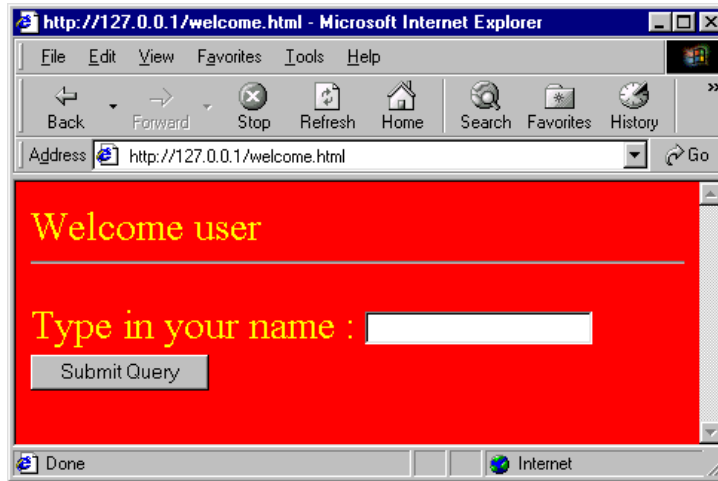 http://127.0.0.1/welcome.html - Microsoft Internet Explorer
File Edit View Favorites Tools Help
Back Forward Stop Refresh Home Search Favorites History »
Address http://127.0.0.1/welcome.html Go
Welcome user
Type in your name :
Submit Query
Done Internet